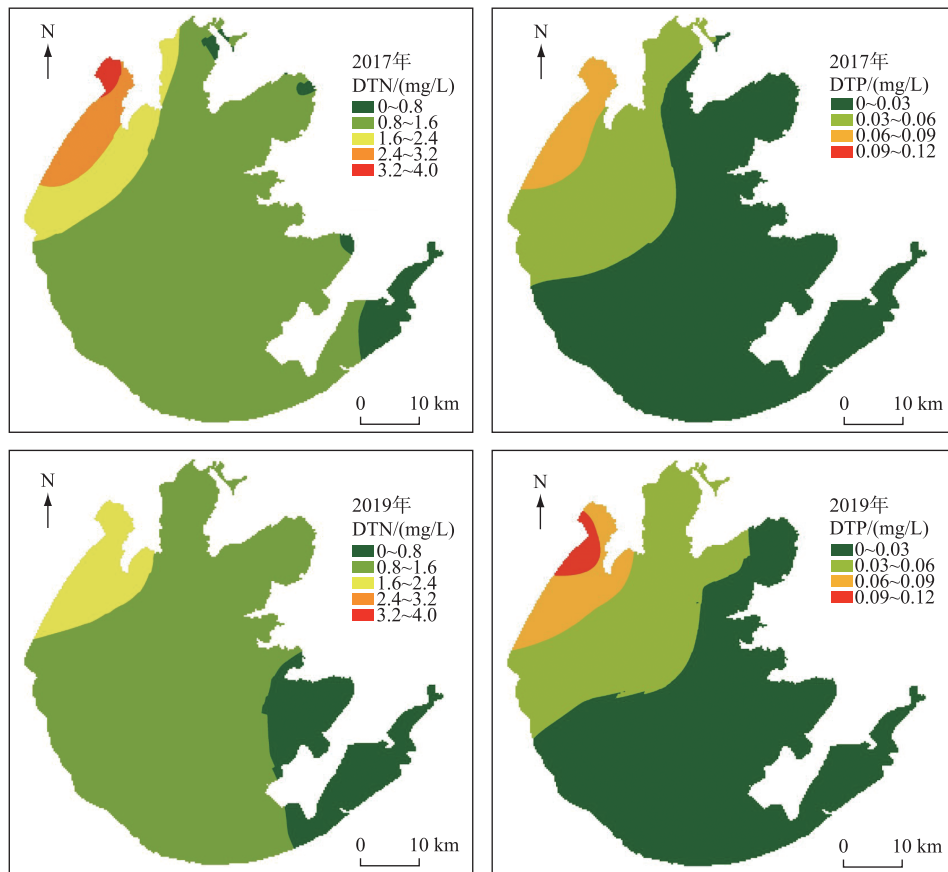 N
2017年
DTN/(mg/L)
0~0.8
0.8~1.6
1.6~2.4
2.4~3.2
3.2~4.0
0 10 km
N
2017年
DTP/(mg/L)
0~0.03
0.03~0.06
0.06~0.09
0.09~0.12
0 10 km
N
2019年
DTN/(mg/L)
0~0.8
0.8~1.6
1.6~2.4
2.4~3.2
3.2~4.0
0 10 km
N
2019年
DTP/(mg/L)
0~0.03
0.03~0.06
0.06~0.09
0.09~0.12
0 10 km